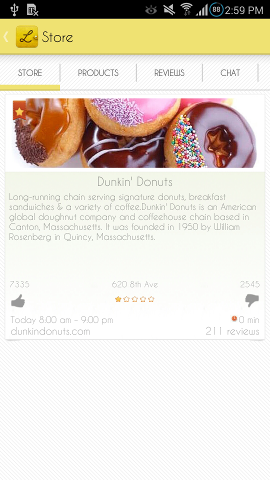 88 2:59 PM
L Store
STORE PRODUCTS REVIEWS CHAT
Dunkin' Donuts
Long-running chain serving signature donuts, breakfast
sandwiches & a variety of coffee.Dunkin' Donuts is an American
global doughnut company and coffeehouse chain based in
Canton, Massachusetts. It was founded in 1950 by William
Rosenberg in Quincy, Massachusetts.
7335 620 8th Ave 2545
Today 8:00 am - 9:00 pm 0 min
dunkindonuts.com 211 reviews